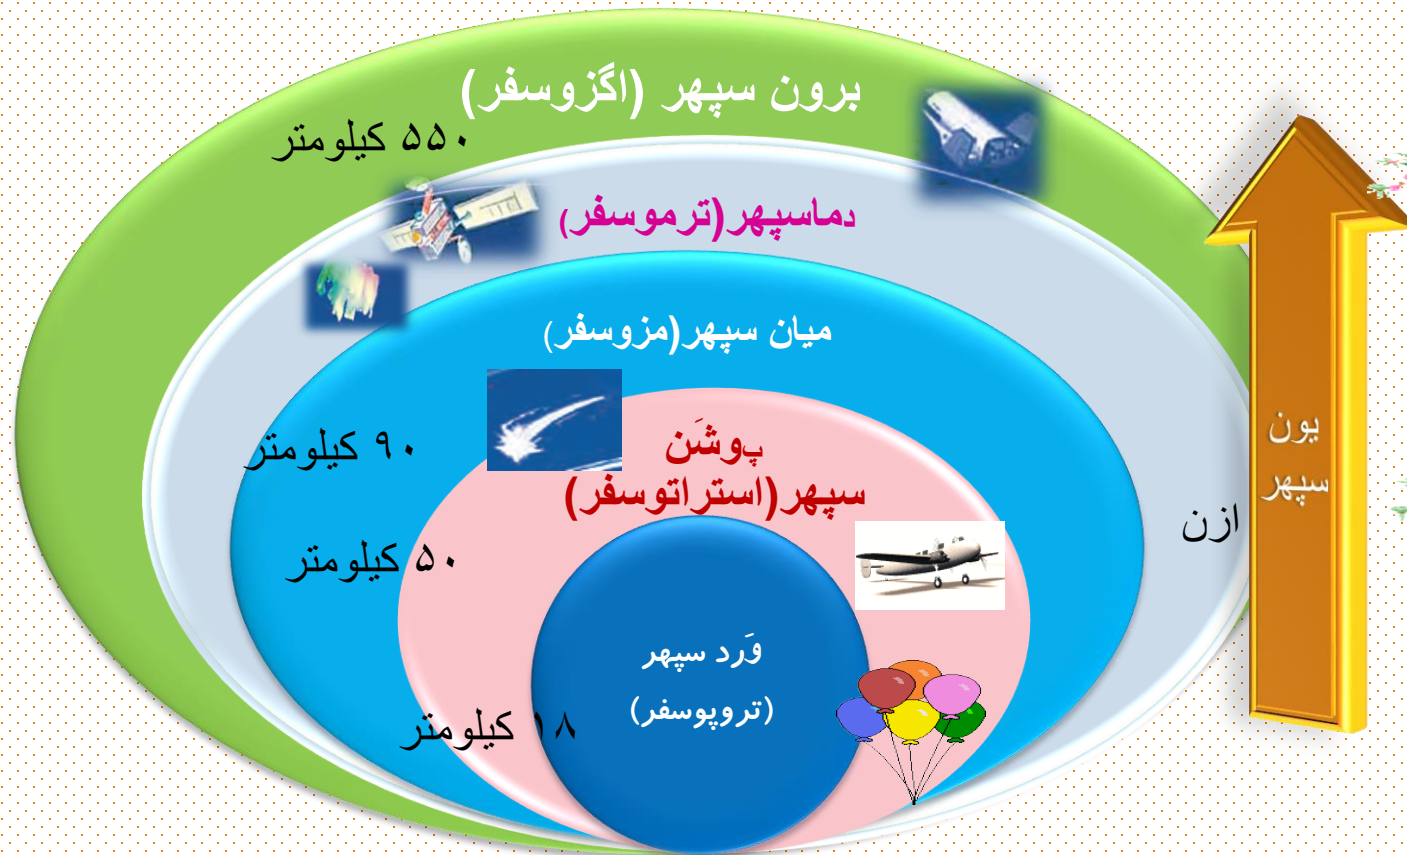 برون سپهر (اگزوسفر)
۵۵۰ کیلومتر
دماسپهر(ترموسفر)
میان سپهر(مزوسفر)
۹۰ کیلومتر
پوشَن
سپهر(استراتوسفر)
۵۰ کیلومتر
وَرد سپهر
(تروپوسفر)
۱۸ کیلومتر
ازن
یون
سپهر